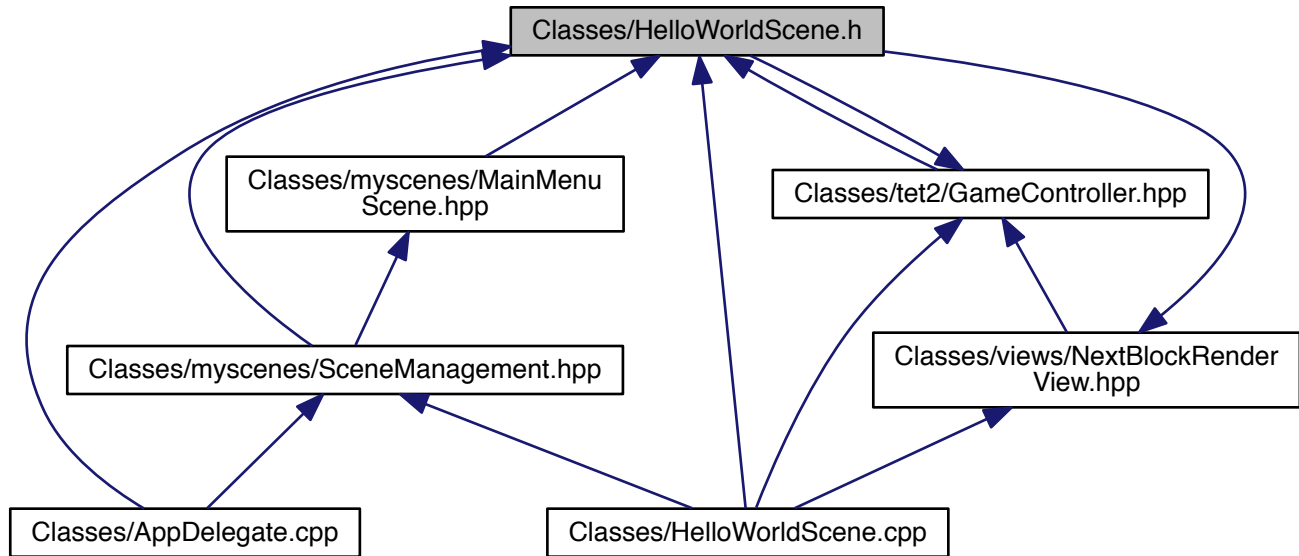 Classes/HelloWorldScene.h
Classes/myscenes/MainMenu
Scene.hpp
Classes/tet2/GameController.hpp
Classes/myscenes/SceneManagement.hpp
Classes/views/NextBlockRender
View.hpp
Classes/AppDelegate.cpp
Classes/HelloWorldScene.cpp